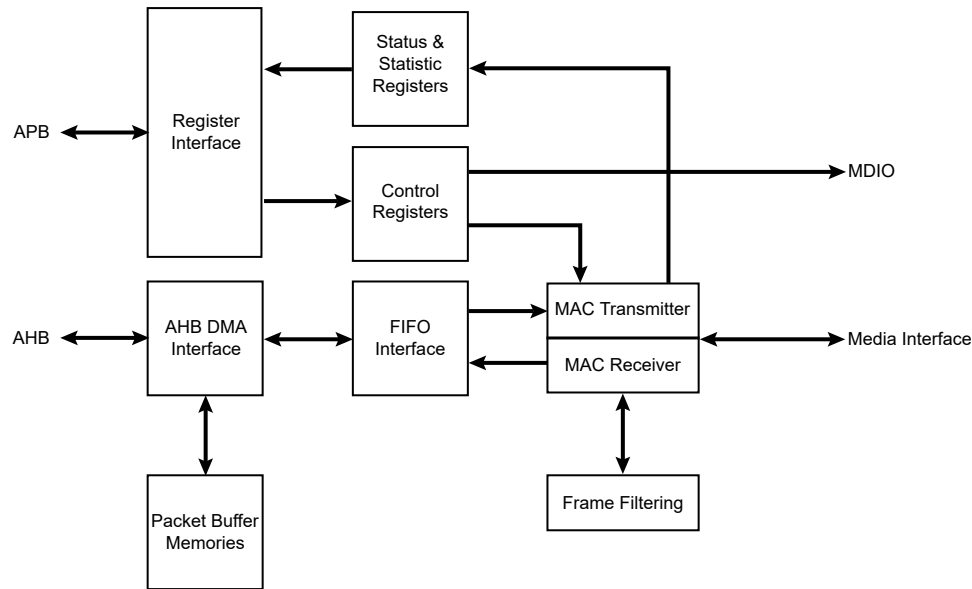 Status &
Statistic
Registers
APB
Register
Interface
Control
Registers
MDIO
AHB
AHB DMA
Interface
FIFO
Interface
MAC Transmitter
MAC Receiver
Media Interface
Packet Buffer
Memories
Frame Filtering